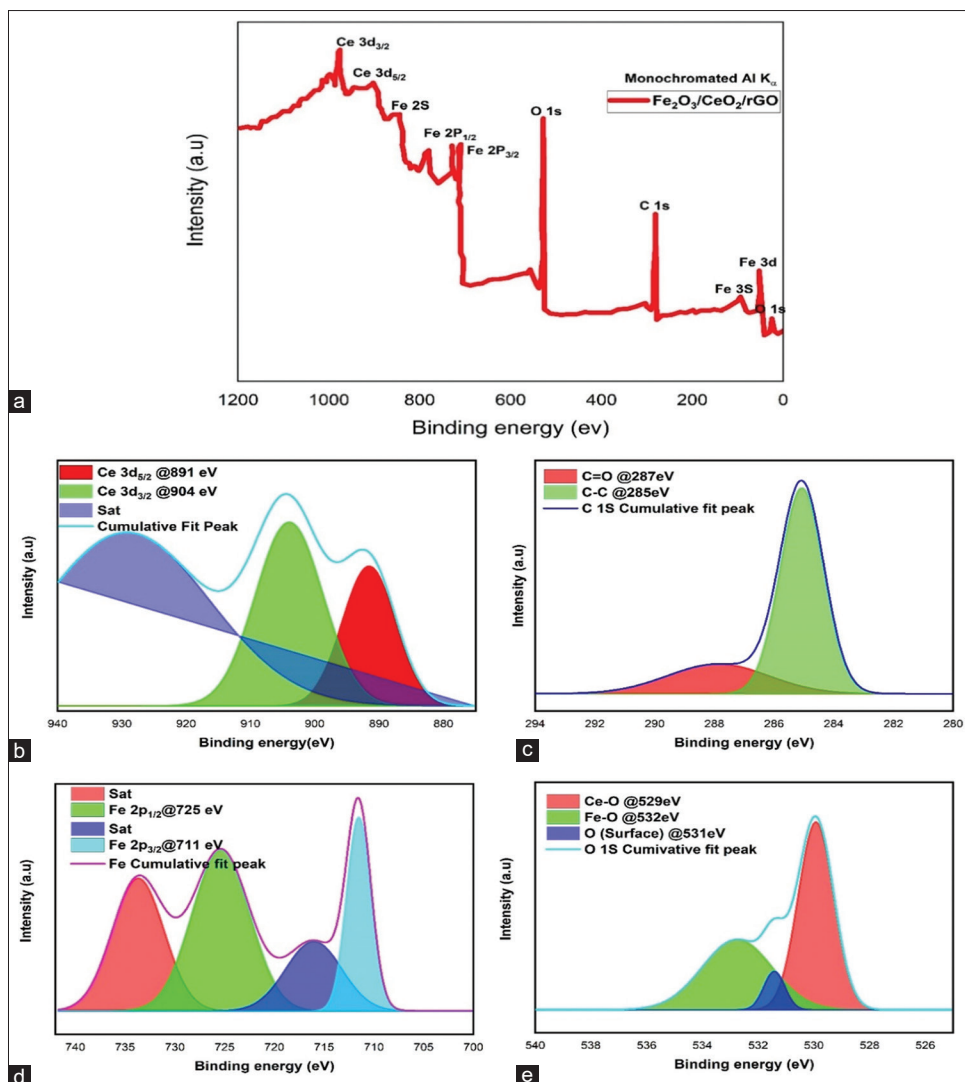 Ce 3d3/2
Ce 3d5/2
Fe 2S
Fe 2P1/2
Fe 2P3/2
O 1s
C 1s
Fe 3d
Fe 3S
O 1s
Monochromated Al Kα
Fe2O3/CeO2/rGO
Intensity (a.u)
1200 1000 800 600 400 200 0
Binding energy (ev)
a
Ce 3d5/2 @891 eV
Ce 3d3/2 @904 eV
Sat
Cumulative Fit Peak
Intensity (a.u)
940 930 920 910 900 890 880
Binding energy(eV)
b
C=O @287eV
C-C @285eV
C 1S Cumulative fit peak
Intensity (a.u)
294 292 290 288 286 284 282 280
Binding energy (eV)
c
Sat
Fe 2p1/2@725 eV
Sat
Fe 2p3/2@711 eV
Fe Cumulative fit peak
Intensity (a.u)
740 735 730 725 720 715 710 705 700
Binding energy (eV)
d
Ce-O @529eV
Fe-O @532eV
O (Surface) @531eV
O 1S Cumivative fit peak
Intensity (a.u)
540 538 536 534 532 530 528 526
Binding energy (eV)
e